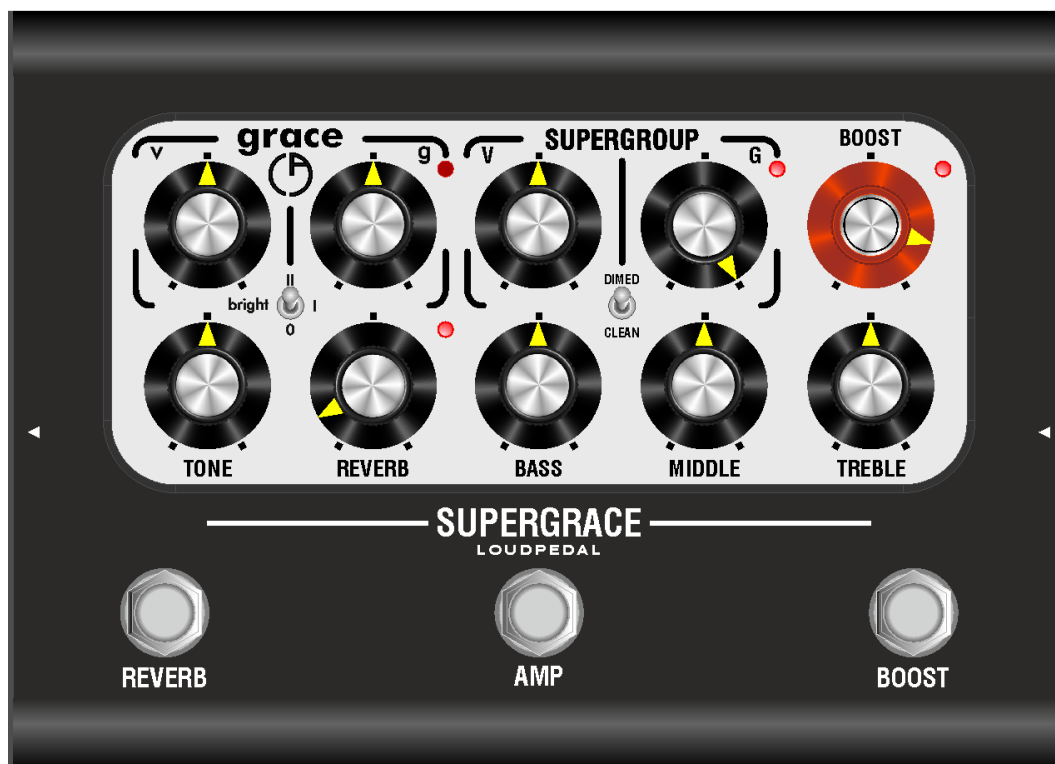 grace
SUPERGROUP
BOOST
v
g
V
G
II
bright
I
0
DIMED
CLEAN
TONE
REVERB
BASS
MIDDLE
TREBLE
SUPERGRACE
LOUDPEDAL
REVERB
AMP
BOOST